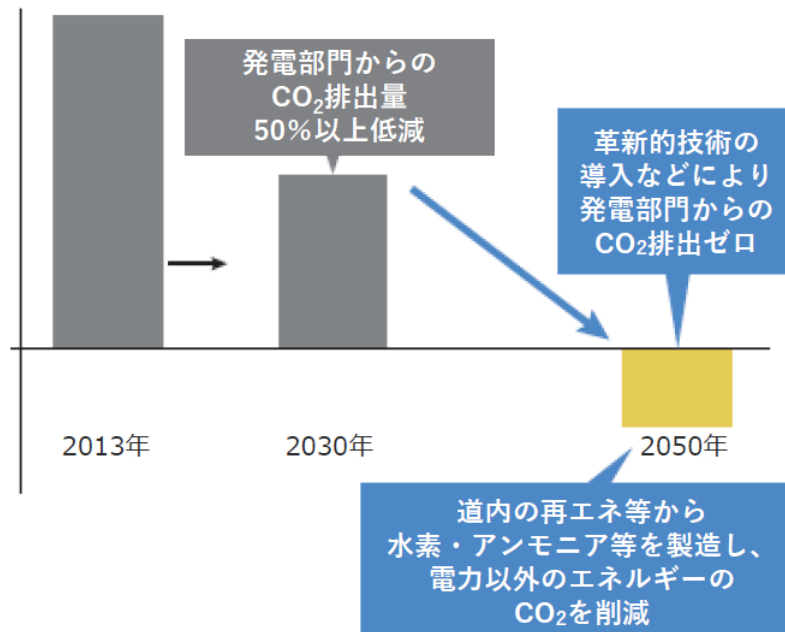 発電部門からの
CO₂排出量
50%以上低減
革新的技術の
導入などにより
発電部門からの
CO₂排出ゼロ
2013年
2030年
2050年
道内の再エネ等から
水素・アンモニア等を製造し、
電力以外のエネルギーの
CO₂を削減